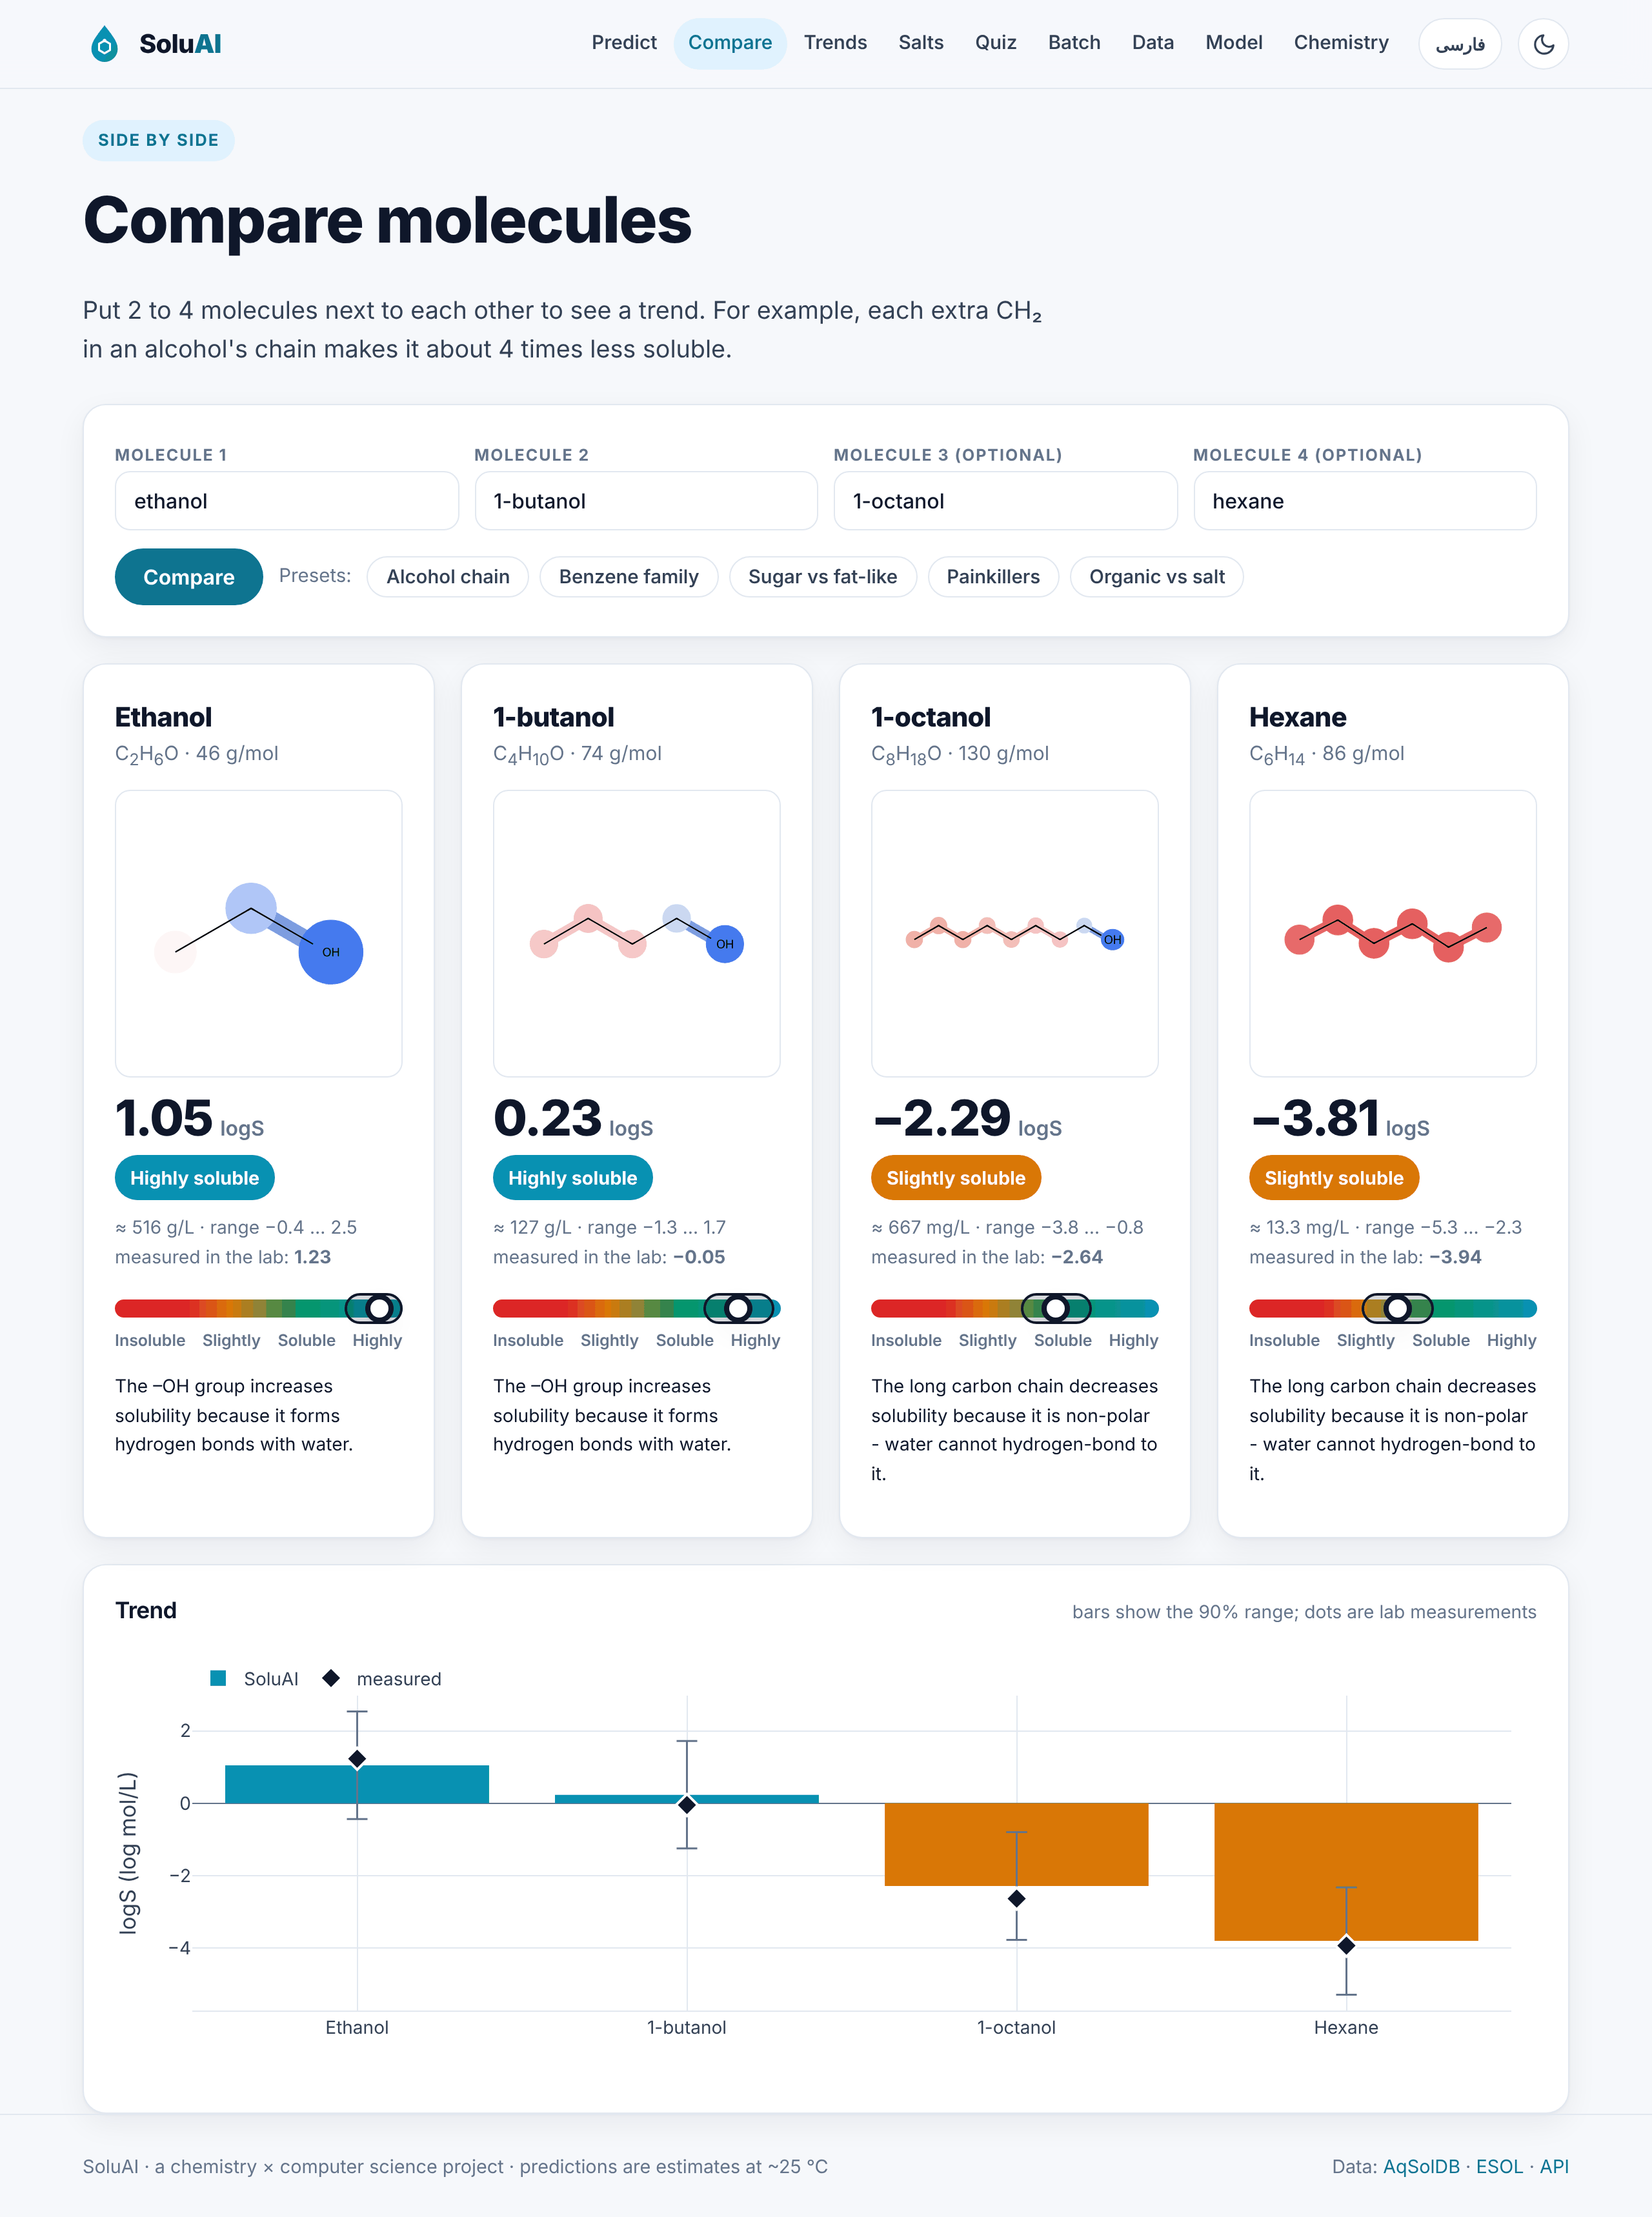 SoluAI
Predict Compare Trends Salts Quiz Batch Data Model Chemistry فارسی
SIDE BY SIDE
Compare molecules
Put 2 to 4 molecules next to each other to see a trend. For example, each extra CH₂
in an alcohol's chain makes it about 4 times less soluble.
MOLECULE 1 MOLECULE 2 MOLECULE 3 (OPTIONAL) MOLECULE 4 (OPTIONAL)
ethanol 1-butanol 1-octanol hexane
Compare Presets: Alcohol chain Benzene family Sugar vs fat-like Painkillers Organic vs salt
Ethanol
C₂H₆O · 46 g/mol
OH
1.05 logS
Highly soluble
≈ 516 g/L · range −0.4 … 2.5
measured in the lab: 1.23
Insoluble Slightly Soluble Highly
The –OH group increases
solubility because it forms
hydrogen bonds with water.
1-butanol
C₄H₁₀O · 74 g/mol
OH
0.23 logS
Highly soluble
≈ 127 g/L · range −1.3 … 1.7
measured in the lab: −0.05
Insoluble Slightly Soluble Highly
The –OH group increases
solubility because it forms
hydrogen bonds with water.
1-octanol
C₈H₁₈O · 130 g/mol
OH
−2.29 logS
Slightly soluble
≈ 667 mg/L · range −3.8 … −0.8
measured in the lab: −2.64
Insoluble Slightly Soluble Highly
The long carbon chain decreases
solubility because it is non-polar
- water cannot hydrogen-bond to
it.
Hexane
C₆H₁₄ · 86 g/mol
−3.81 logS
Slightly soluble
≈ 13.3 mg/L · range −5.3 … −2.3
measured in the lab: −3.94
Insoluble Slightly Soluble Highly
The long carbon chain decreases
solubility because it is non-polar
- water cannot hydrogen-bond to
it.
Trend
bars show the 90% range; dots are lab measurements
SoluAI measured
logS (log mol/L)
2
0
−2
−4
Ethanol 1-butanol 1-octanol Hexane
SoluAI · a chemistry × computer science project · predictions are estimates at ~25 °C
Data: AqSolDB · ESOL · API